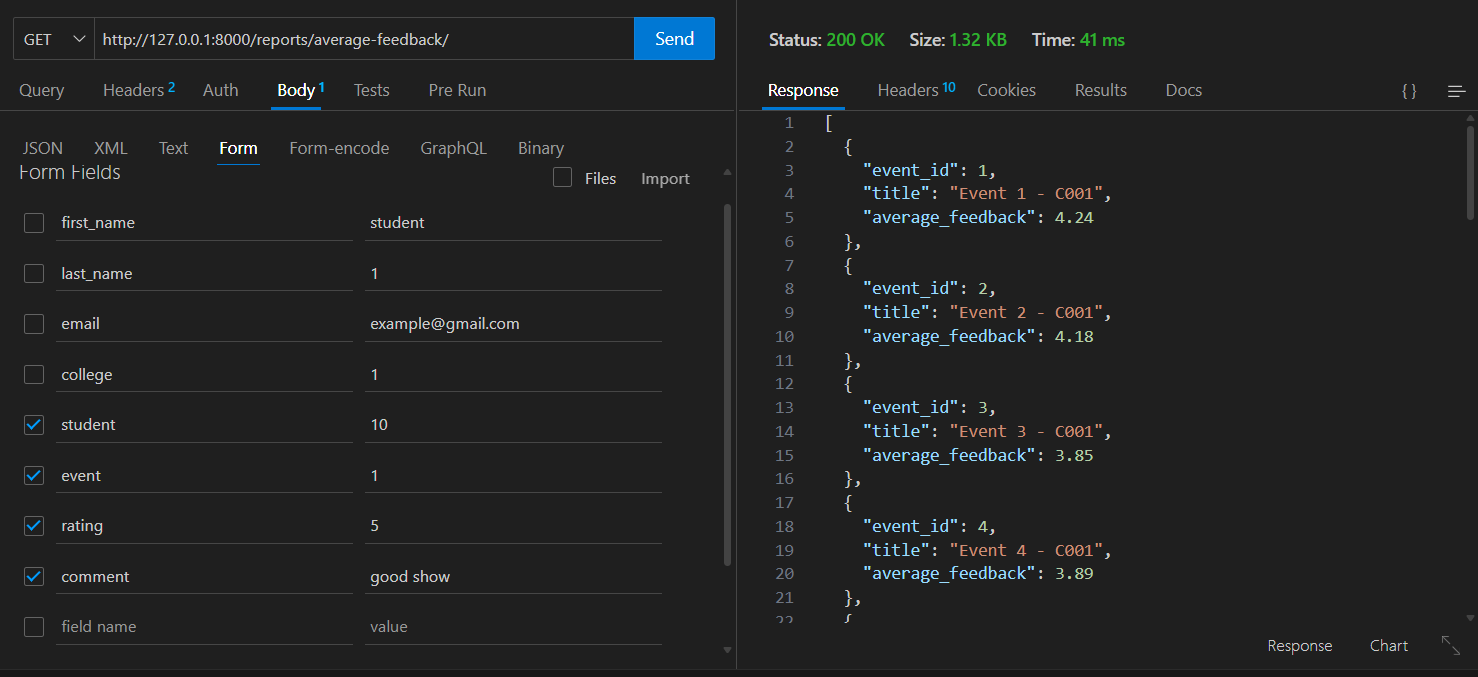 GET http://127.0.0.1:8000/reports/average-feedback/ Send
Query Headers 2 Auth Body 1 Tests Pre Run
JSON XML Text Form Form-encode GraphQL Binary
Form Fields Files Import
first_name student
last_name 1
email example@gmail.com
college 1
student 10
event 1
rating 5
comment good show
field name value
Status: 200 OK Size: 1.32 KB Time: 41 ms
Response Headers 10 Cookies Results Docs { }
1 [
2 {
3 "event_id": 1,
4 "title": "Event 1 - C001",
5 "average_feedback": 4.24
6 },
7 {
8 "event_id": 2,
9 "title": "Event 2 - C001",
10 "average_feedback": 4.18
11 },
12 {
13 "event_id": 3,
14 "title": "Event 3 - C001",
15 "average_feedback": 3.85
16 },
17 {
18 "event_id": 4,
19 "title": "Event 4 - C001",
20 "average_feedback": 3.89
21 },
22 {
Response Chart